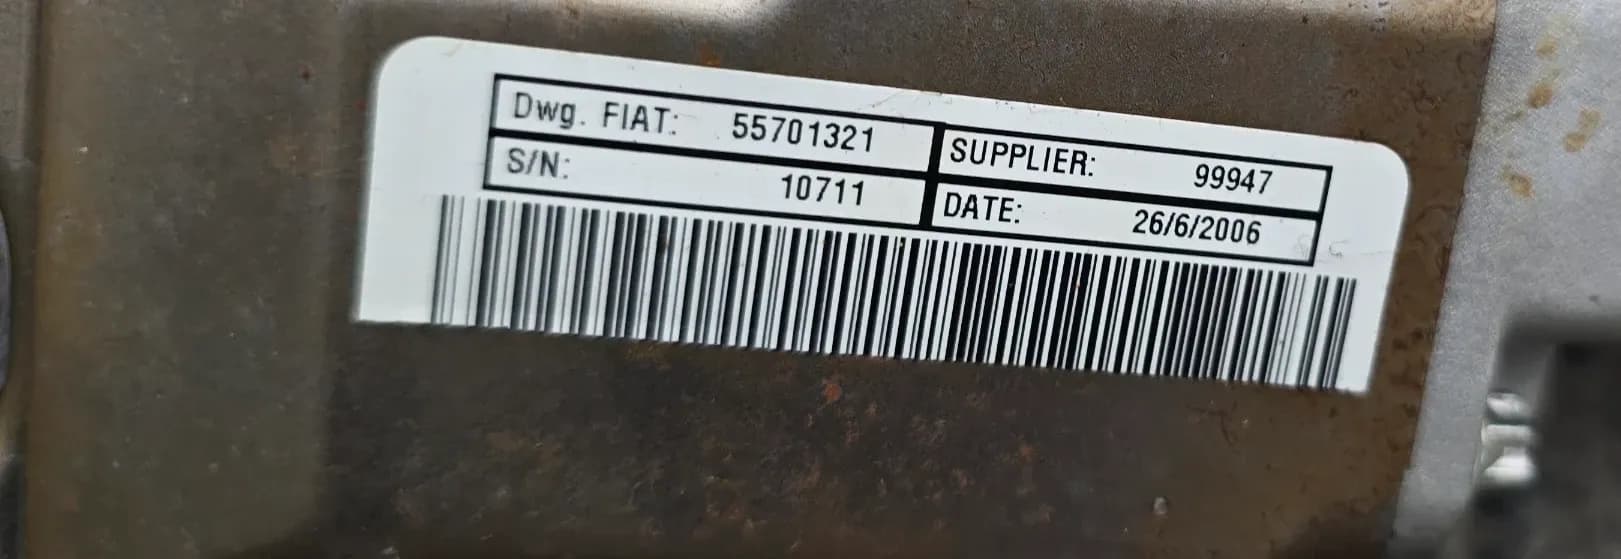 Dwg. FIAT: 55701321 SUPPLIER: 99947
S/N: 10711 DATE: 26/6/2006